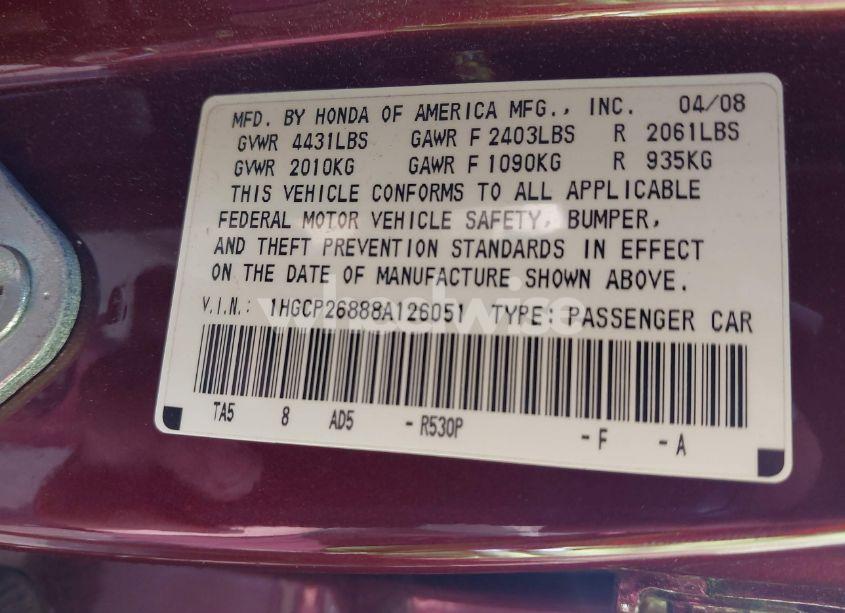 MFD. BY HONDA OF AMERICA MFG., INC. 04/08
GVWR 4431LBS GAWR F 2403LBS R 2061LBS
GVWR 2010KG GAWR F 1090KG R 935KG
THIS VEHICLE CONFORMS TO ALL APPLICABLE
FEDERAL MOTOR VEHICLE SAFETY, BUMPER,
AND THEFT PREVENTION STANDARDS IN EFFECT
ON THE DATE OF MANUFACTURE SHOWN ABOVE.
V.I.N.: 1HGCP26888A126051 TYPE: PASSENGER CAR
wheelwise
TA5 8 AD5 - R530P - F - A